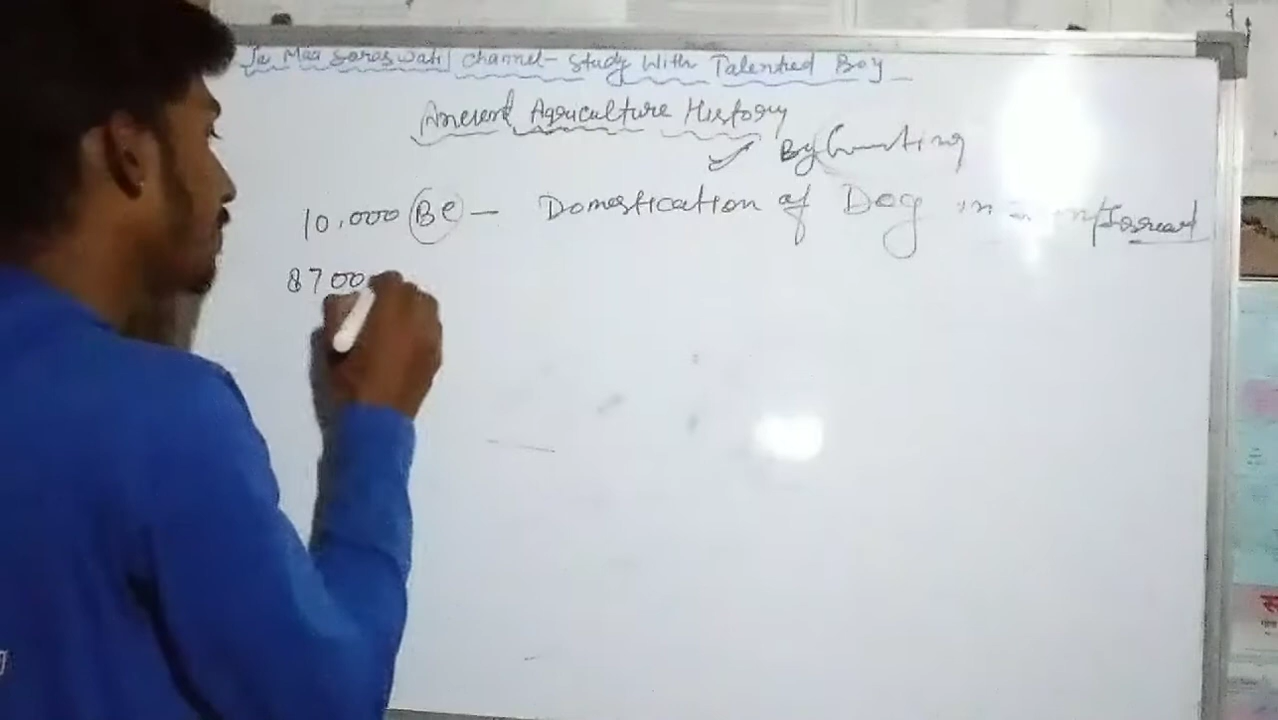 Jai Maa Saraswati Channel - Study With Talented Boy
Ancient Agriculture History
By hunting
10,000 BC - Domestication of Dog in
8700